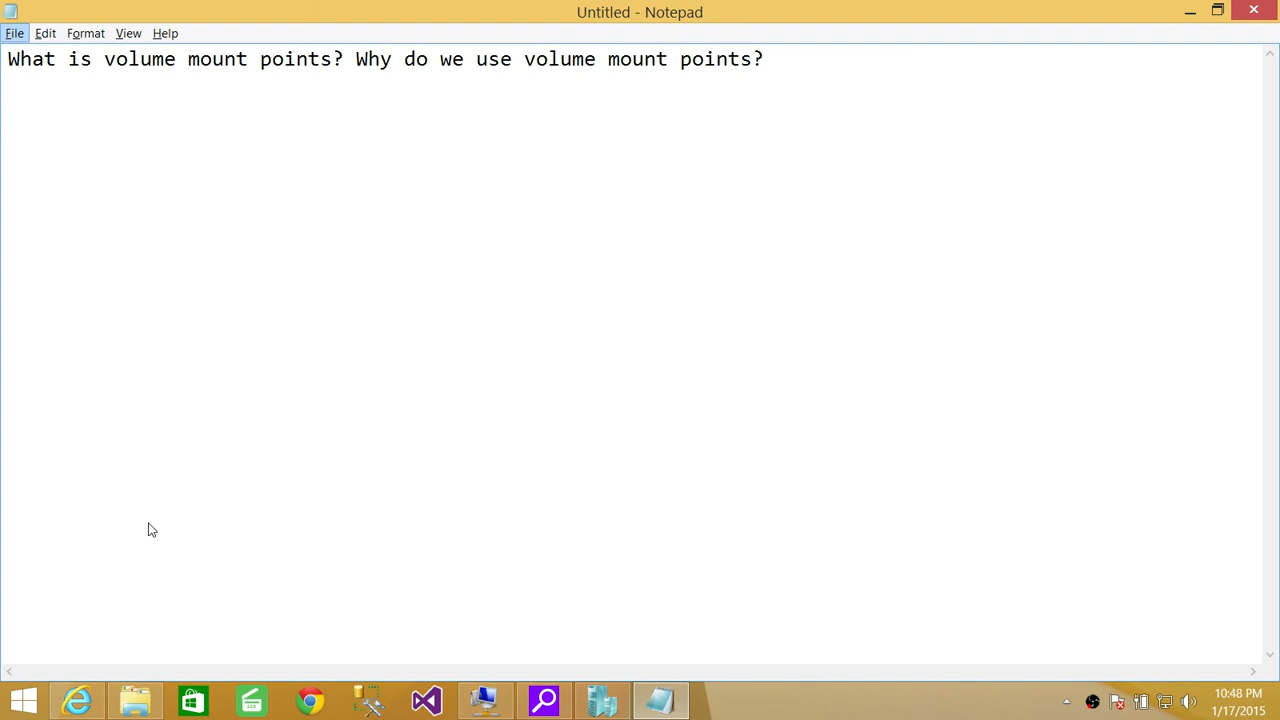 Untitled - Notepad
File Edit Format View Help
What is volume mount points? Why do we use volume mount points?
10:48 PM
1/17/2015